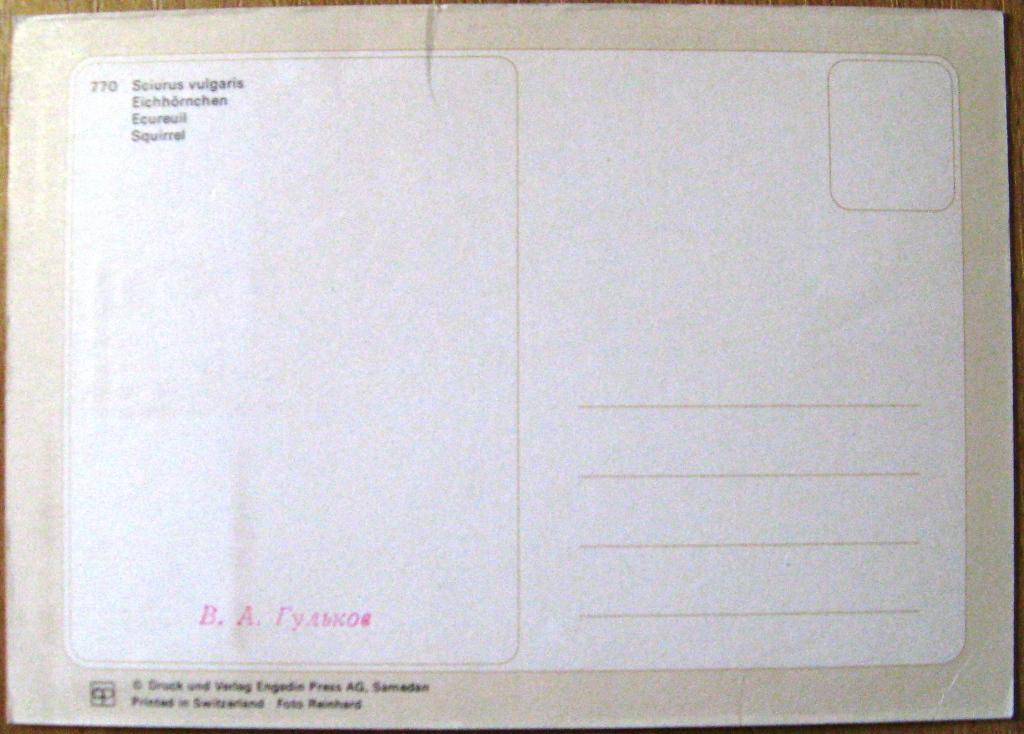 770 Sciurus vulgaris
Eichhörnchen
Ecureuil
Squirrel
В. А. Гульков
© Druck und Verlag Engadin Press AG, Samedan
Printed in Switzerland Foto Reinhard